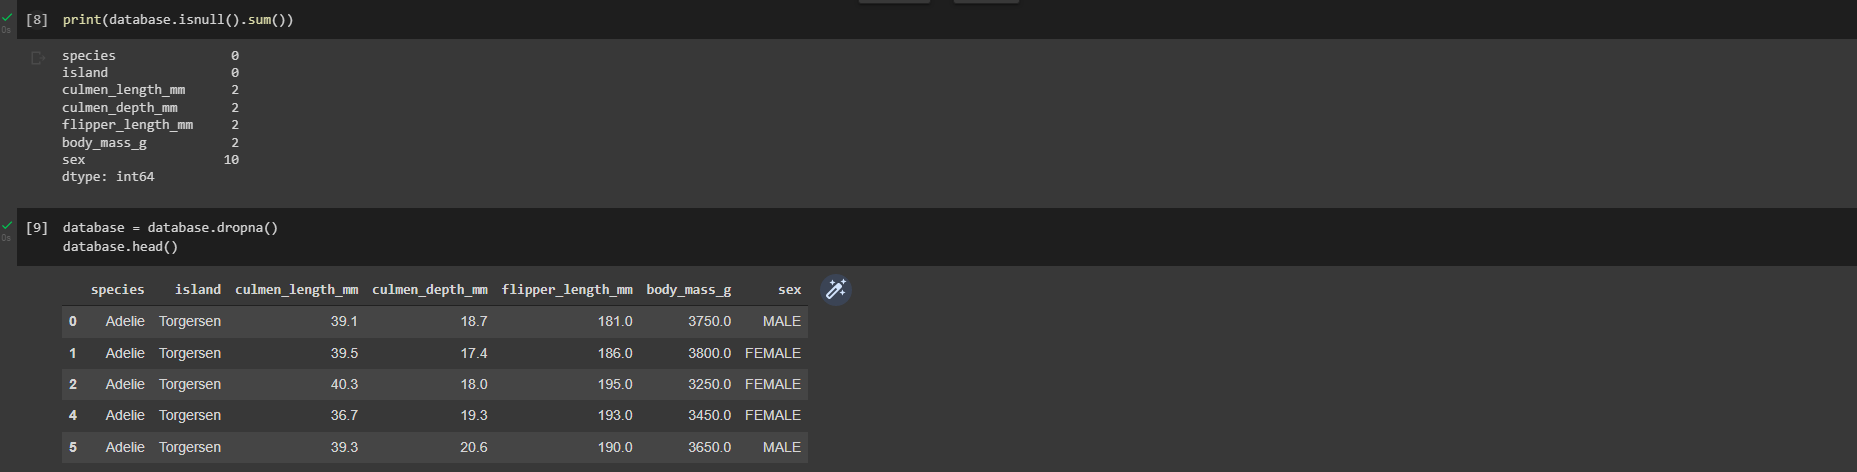 [8] print(database.isnull().sum())
0s
species 0
island 0
culmen_length_mm 2
culmen_depth_mm 2
flipper_length_mm 2
body_mass_g 2
sex 10
dtype: int64
[9] database = database.dropna()
0s
database.head()
species island culmen_length_mm culmen_depth_mm flipper_length_mm body_mass_g sex
0 Adelie Torgersen 39.1 18.7 181.0 3750.0 MALE
1 Adelie Torgersen 39.5 17.4 186.0 3800.0 FEMALE
2 Adelie Torgersen 40.3 18.0 195.0 3250.0 FEMALE
4 Adelie Torgersen 36.7 19.3 193.0 3450.0 FEMALE
5 Adelie Torgersen 39.3 20.6 190.0 3650.0 MALE